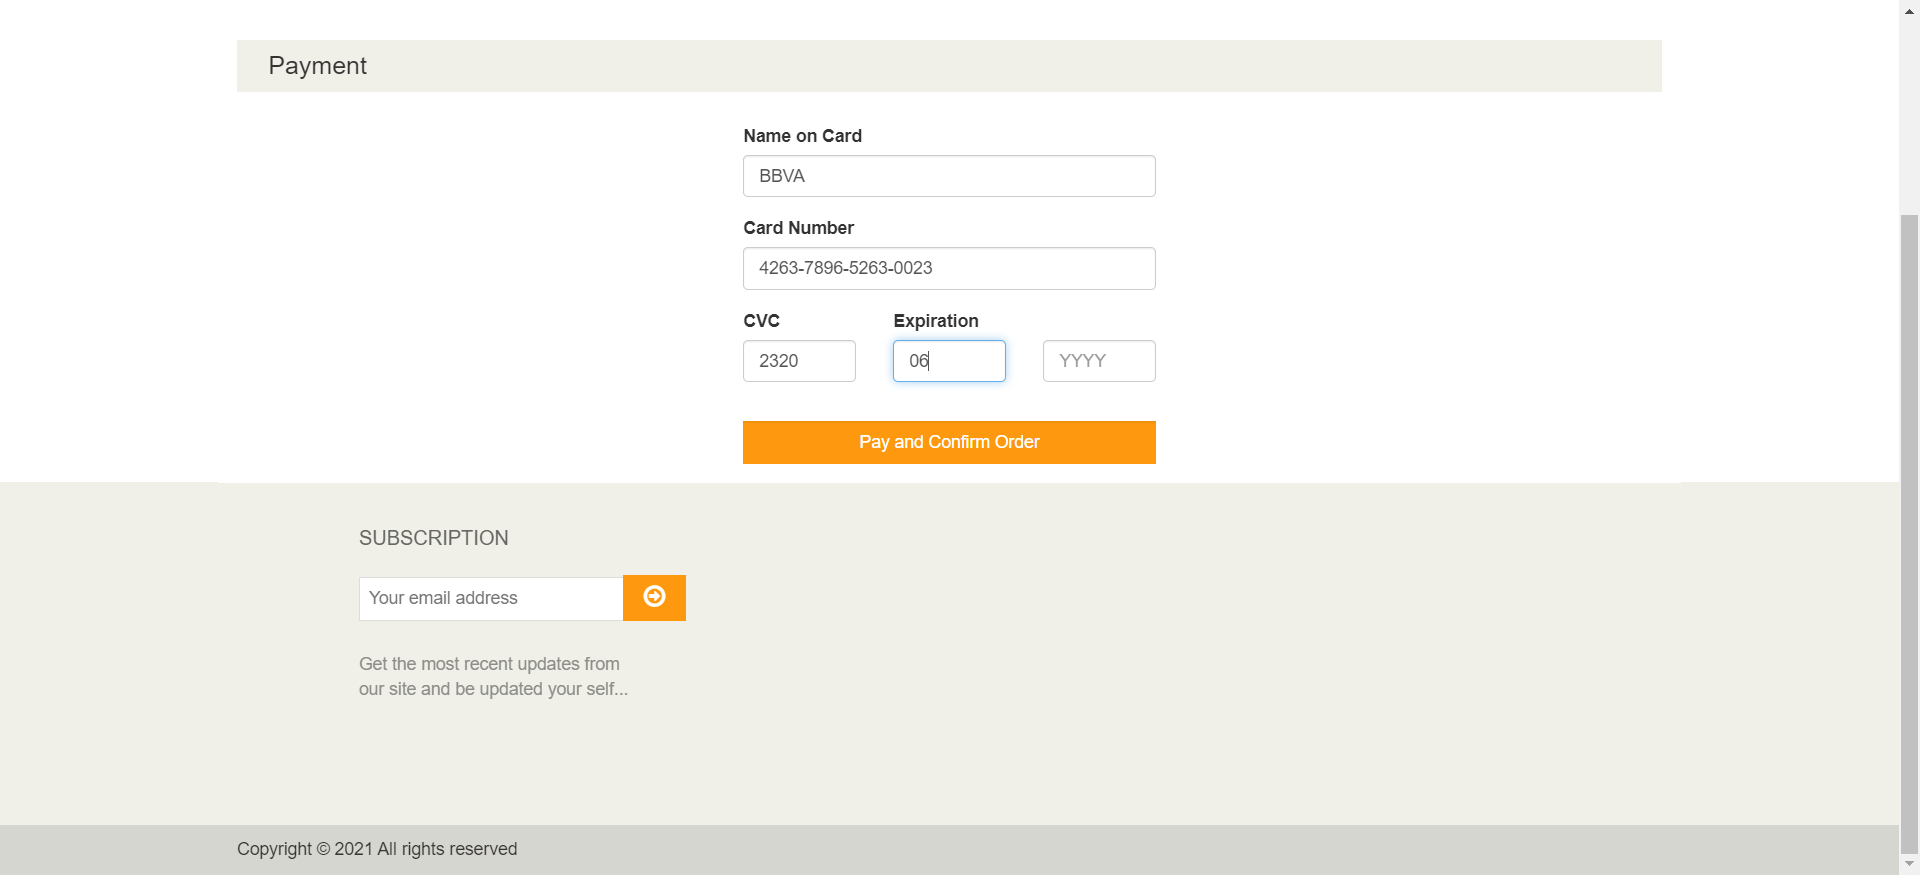 Payment
Name on Card
BBVA
Card Number
4263-7896-5263-0023
CVC
Expiration
2320
06
YYYY
Pay and Confirm Order
SUBSCRIPTION
Your email address
Get the most recent updates from
our site and be updated your self...
Copyright © 2021 All rights reserved